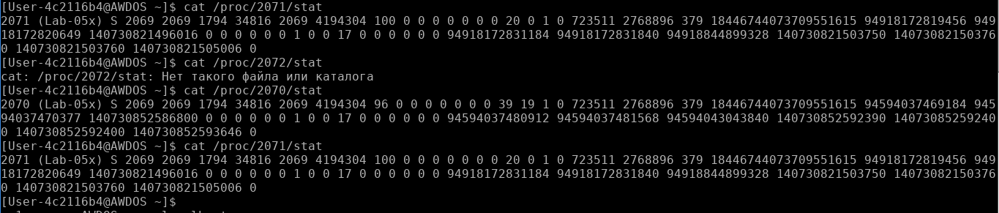 [User-4c2116b4@AWDOS ~]$ cat /proc/2071/stat
2071 (Lab-05x) S 2069 2069 1794 34816 2069 4194304 100 0 0 0 0 0 0 0 20 0 1 0 723511 2768896 379 18446744073709551615 94918172819456 949
18172820649 140730821496016 0 0 0 0 0 0 1 0 0 17 0 0 0 0 0 0 94918172831184 94918172831840 94918844899328 140730821503750 14073082150376
0 140730821503760 140730821505006 0
[User-4c2116b4@AWDOS ~]$ cat /proc/2072/stat
cat: /proc/2072/stat: Нет такого файла или каталога
[User-4c2116b4@AWDOS ~]$ cat /proc/2070/stat
2070 (Lab-05x) S 2069 2069 1794 34816 2069 4194304 96 0 0 0 0 0 0 0 39 19 1 0 723511 2768896 379 18446744073709551615 94594037469184 945
94037470377 140730852586800 0 0 0 0 0 0 1 0 0 17 0 0 0 0 0 0 94594037480912 94594037481568 94594043043840 140730852592390 14073085259240
0 140730852592400 140730852593646 0
[User-4c2116b4@AWDOS ~]$ cat /proc/2071/stat
2071 (Lab-05x) S 2069 2069 1794 34816 2069 4194304 100 0 0 0 0 0 0 0 20 0 1 0 723511 2768896 379 18446744073709551615 94918172819456 949
18172820649 140730821496016 0 0 0 0 0 0 1 0 0 17 0 0 0 0 0 0 94918172831184 94918172831840 94918844899328 140730821503750 14073082150376
0 140730821503760 140730821505006 0
[User-4c2116b4@AWDOS ~]$